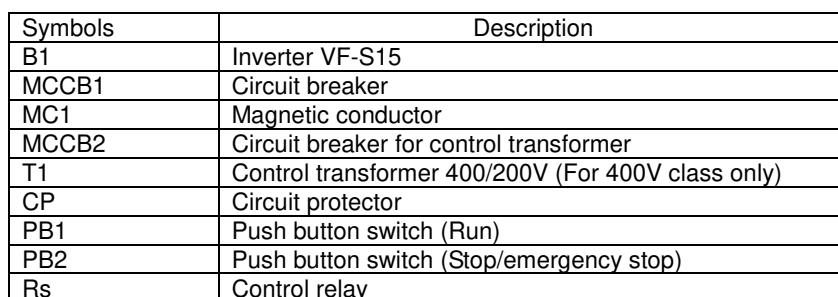 Symbols Description
B1 Inverter VF-S15
MCCB1 Circuit breaker
MC1 Magnetic conductor
MCCB2 Circuit breaker for control transformer
T1 Control transformer 400/200V (For 400V class only)
CP Circuit protector
PB1 Push button switch (Run)
PB2 Push button switch (Stop/emergency stop)
Rs Control relay